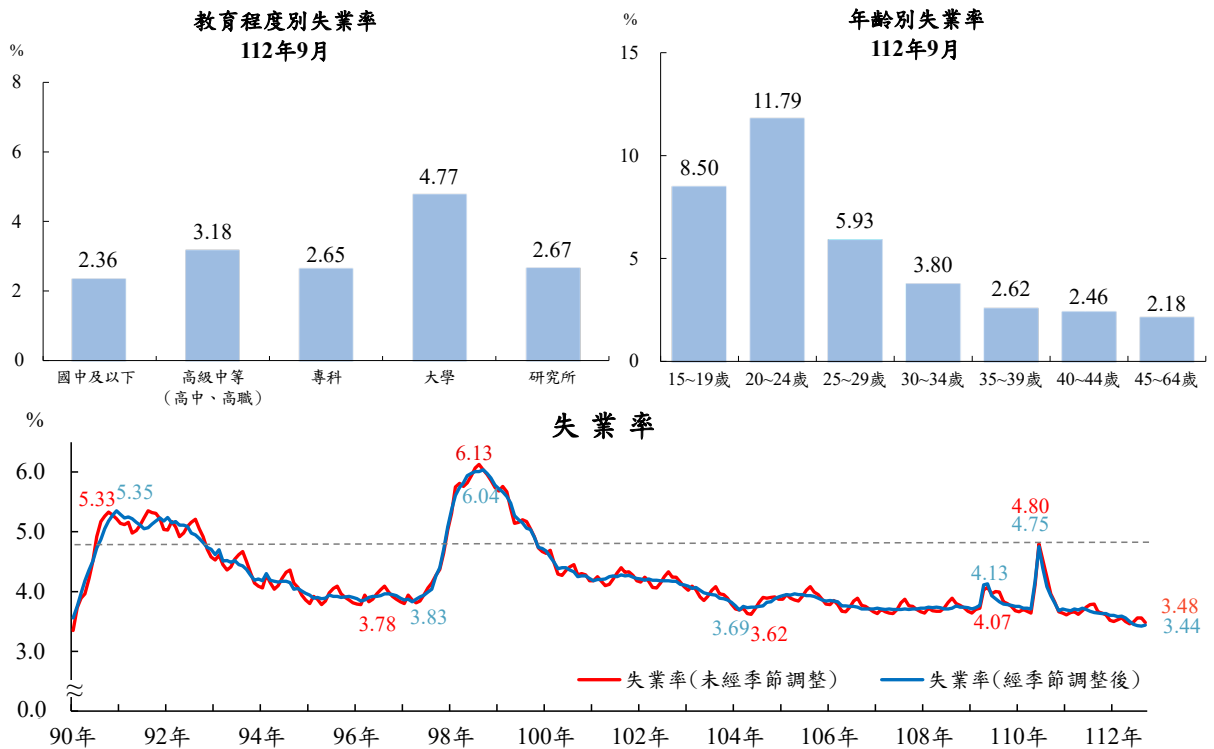 教育程度別失業率
112年9月
%
8
6
4
2
0
2.36
3.18
2.65
4.77
2.67
國中及以下
高級中等
（高中、高職）
專科
大學
研究所
年齡別失業率
112年9月
%
15
10
5
0
8.50
11.79
5.93
3.80
2.62
2.46
2.18
15~19歲
20~24歲
25~29歲
30~34歲
35~39歲
40~44歲
45~64歲
失業率
%
6.0
5.0
4.0
3.0
0.0
5.33
5.35
6.13
6.04
3.78
3.83
3.69
3.62
4.13
4.07
4.80
4.75
3.48
3.44
失業率(未經季節調整)
失業率(經季節調整後)
90年
92年
94年
96年
98年
100年
102年
104年
106年
108年
110年
112年